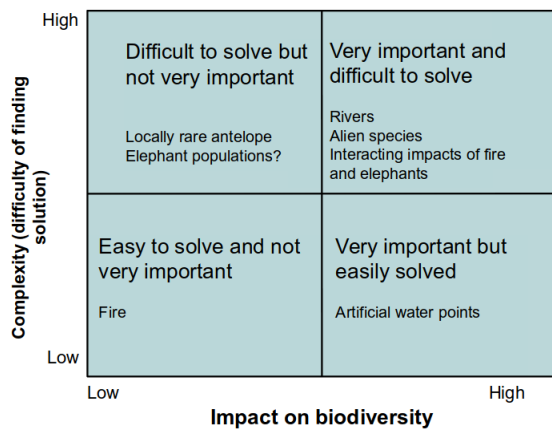 High
Complexity (difficulty of finding
solution)
Low
Difficult to solve but
not very important
Locally rare antelope
Elephant populations?
Very important and
difficult to solve
Rivers
Alien species
Interacting impacts of fire
and elephants
Easy to solve and not
very important
Fire
Very important but
easily solved
Artificial water points
Low
High
Impact on biodiversity